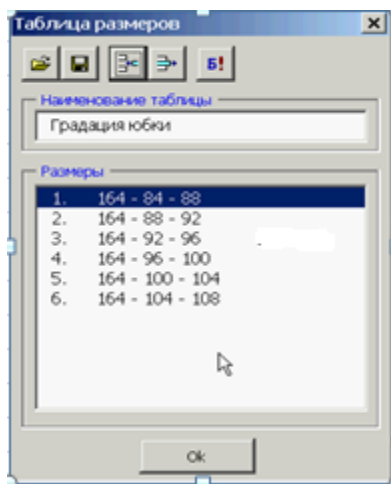 Таблица размеров
Б!
Наименование таблицы
Градация юбки
Размеры
1. 164 - 84 - 88
2. 164 - 88 - 92
3. 164 - 92 - 96
4. 164 - 96 - 100
5. 164 - 100 - 104
6. 164 - 104 - 108
Ok